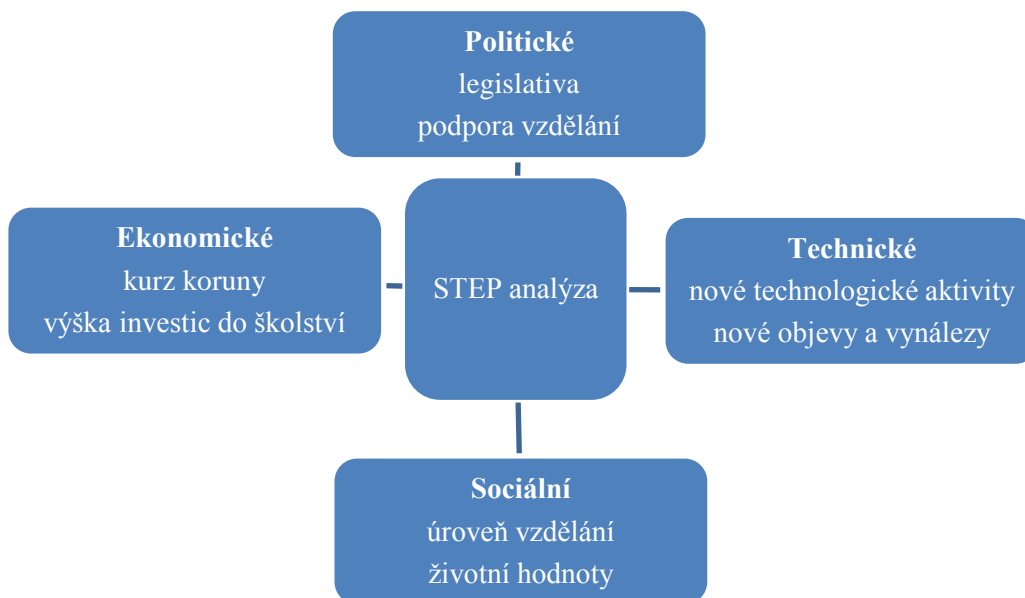 Politické
legislativa
podpora vzdělání
Ekonomické
kurz koruny
výška investic do školství
STEP analýza
Technické
nové technologické aktivity
nové objevy a vynálezy
Sociální
úroveň vzdělání
životní hodnoty